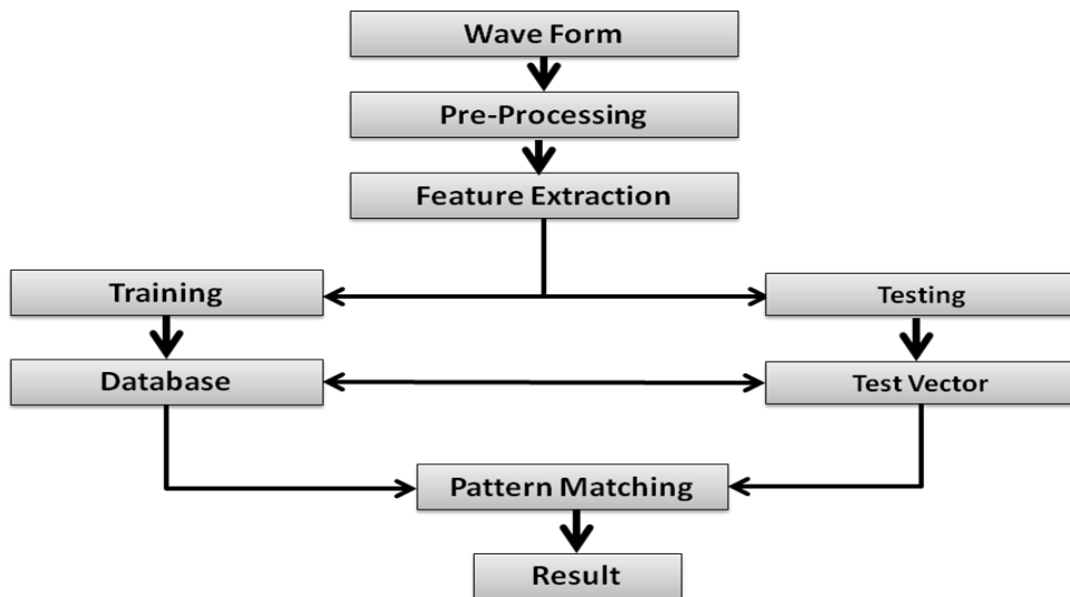 Wave Form
Pre-Processing
Feature Extraction
Training
Testing
Database
Test Vector
Pattern Matching
Result